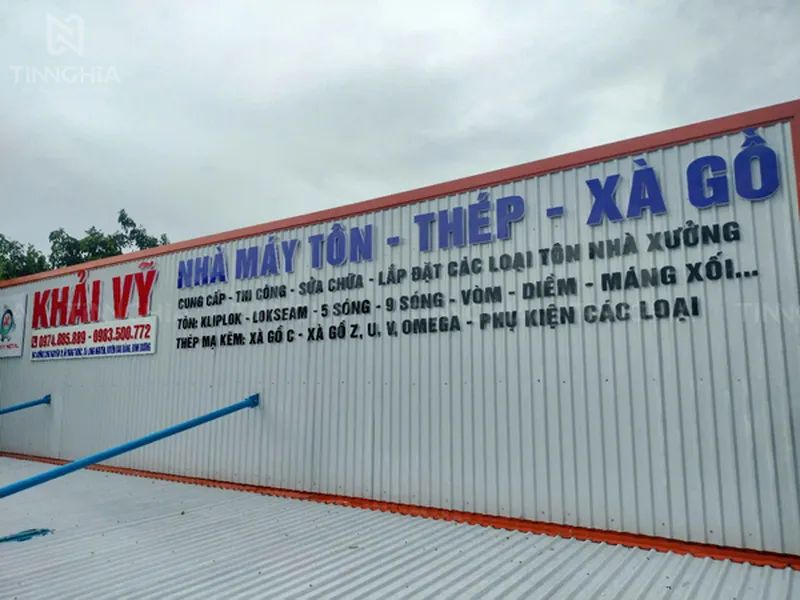 TINNGHIA
NHÀ MÁY TÔN - THÉP - XÀ GỒ
CUNG CẤP - THI CÔNG - SỬA CHỮA - LẮP ĐẶT CÁC LOẠI TÔN NHÀ XƯỞNG
TÔN: KLIPLOK - LOKSEAM - 5 SÓNG - 9 SÓNG - VÒM - DIỀM - MÁNG XỐI...
THÉP MẠ KẼM: XÀ GỒ C - XÀ GỒ Z, U, V, OMEGA - PHỤ KIỆN CÁC LOẠI
KHẢI VỸ
0974.885.889 - 0983.500.772